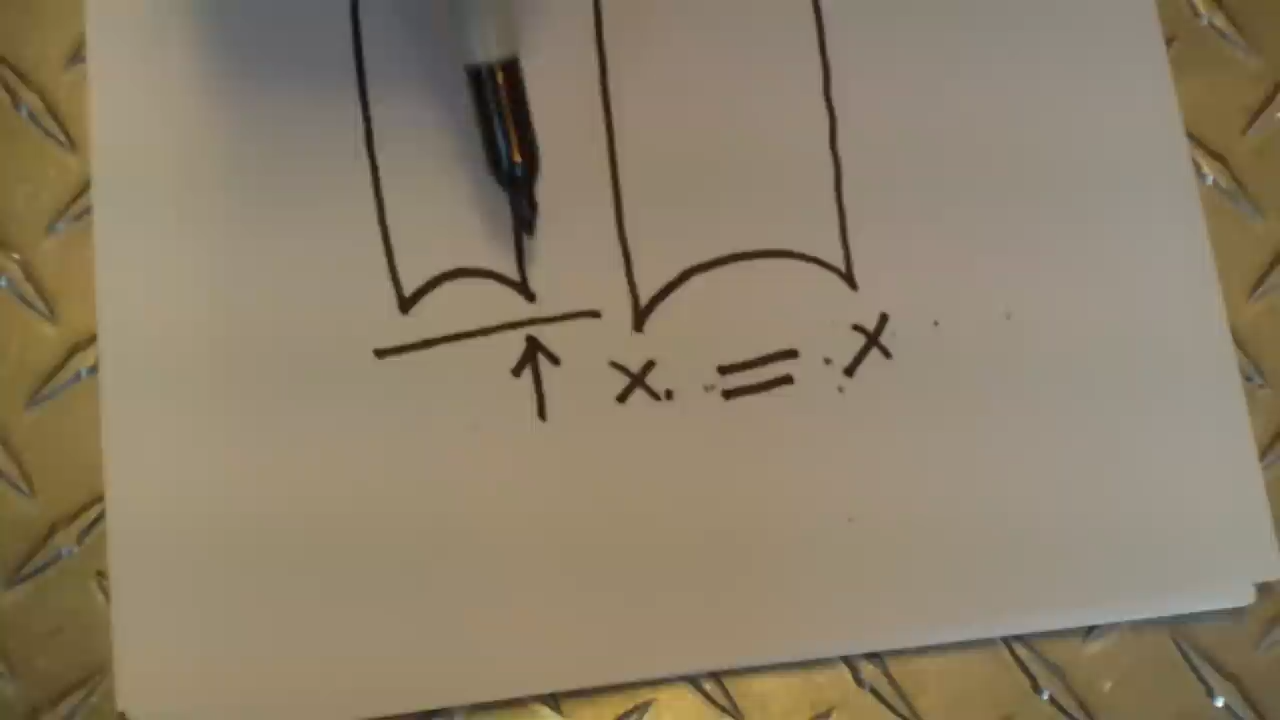 x. = x